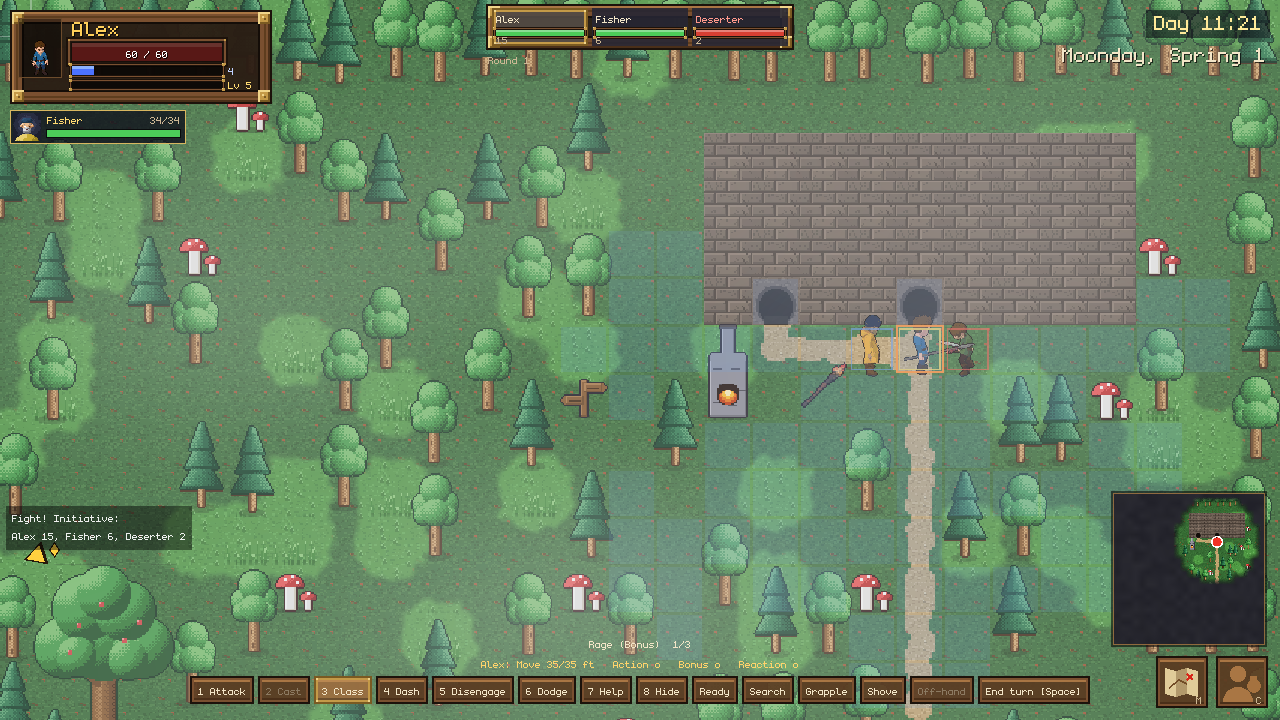 Alex
60 / 60
4
Lv 5
Fisher 34/34
Alex Fisher Deserter
15 6 2
Round 1
Day 11:21
Moonday, Spring 1
Fight! Initiative:
Alex 15, Fisher 6, Deserter 2
Rage (Bonus) 1/3
Alex: Move 35/35 ft Action o Bonus o Reaction o
1 Attack 2 Cast 3 Class 4 Dash 5 Disengage 6 Dodge 7 Help 8 Hide Ready Search Grapple Shove Off-hand End turn (Space)
M
C